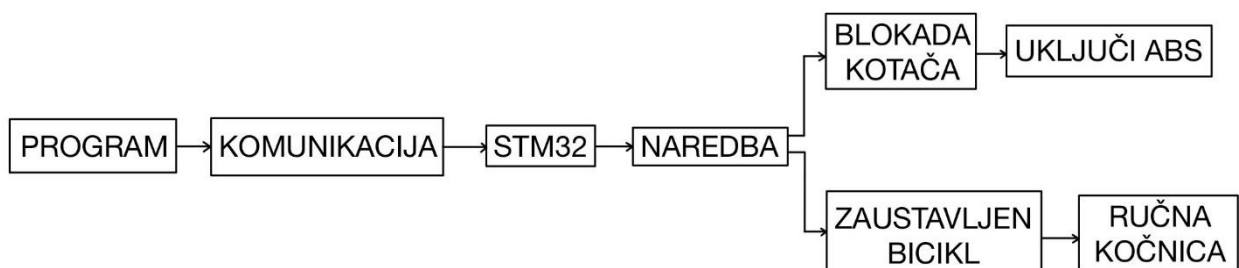 PROGRAM
KOMUNIKACIJA
STM32
NAREDBA
BLOKADA
KOTAČA
UKLJUČI ABS
ZAUSTAVLJEN
BICIKL
RUČNA
KOČNICA